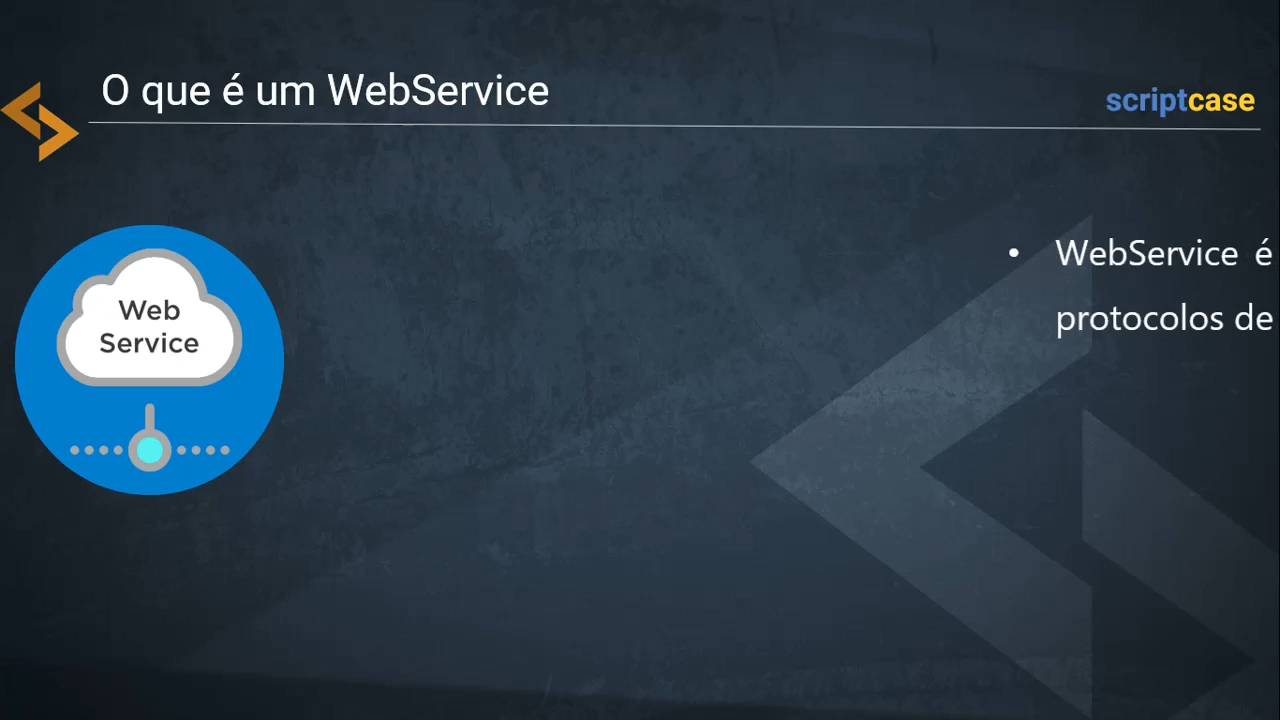 O que é um WebService
scriptcase
Web
Service
• WebService é
protocolos de